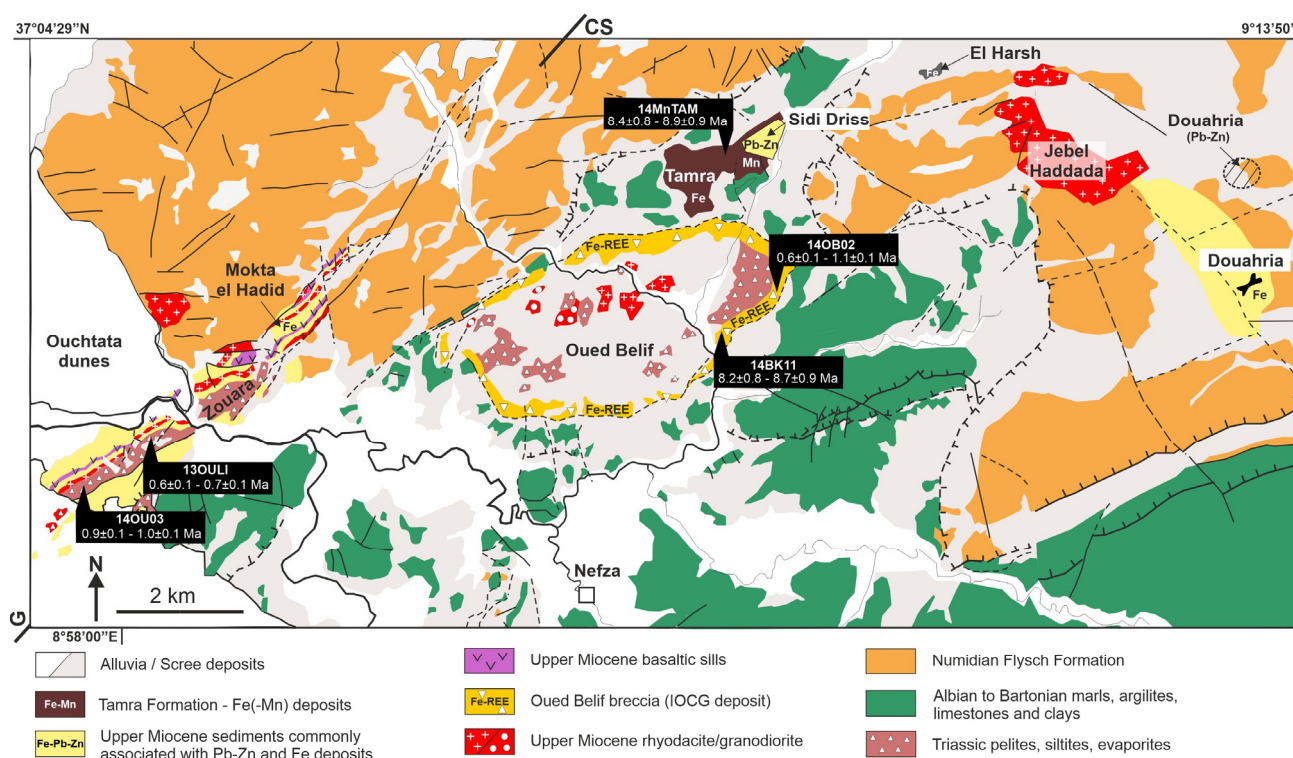 37°04'29''N
CS
9°13'50''
El Harsh
Fe
14MnTAM
8.4±0.8 - 8.9±0.9 Ma
Sidi Driss
Douahria
(Pb-Zn)
Pb-Zn
Mn
Tamra
Fe
Jebel
Haddada
Fe-REE
14OB02
0.6±0.1 - 1.1±0.1 Ma
Mokta
el Hadid
Fe
Douahria
Fe
Fe-REE
Ouchtata
dunes
Oued Belif
14BK11
8.2±0.8 - 8.7±0.9 Ma
Zouara
Fe-REE
13OULI
0.6±0.1 - 0.7±0.1 Ma
14OU03
0.9±0.1 - 1.0±0.1 Ma
N
2 km
Nefza
G
8°58'00''E
Alluvia / Scree deposits
Upper Miocene basaltic sills
Numidian Flysch Formation
Fe-Mn
Tamra Formation - Fe(-Mn) deposits
Fe-REE
Oued Belif breccia (IOCG deposit)
Albian to Bartonian marls, argilites,
limestones and clays
Fe-Pb-Zn
Upper Miocene sediments commonly
associated with Pb-Zn and Fe deposits
Upper Miocene rhyodacite/granodiorite
Triassic pelites, siltites, evaporites